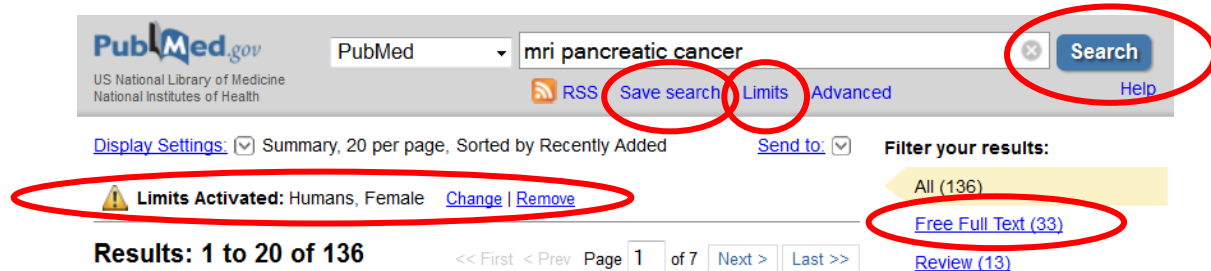 PubMed.gov
US National Library of Medicine
National Institutes of Health
PubMed
mri pancreatic cancer
Search
RSS Save search Limits Advanced
Help
Display Settings: Summary, 20 per page, Sorted by Recently Added
Send to:
Filter your results:
All (136)
Limits Activated: Humans, Female Change | Remove
Free Full Text (33)
Results: 1 to 20 of 136
<< First < Prev Page 1 of 7 Next > Last >>
Review (13)